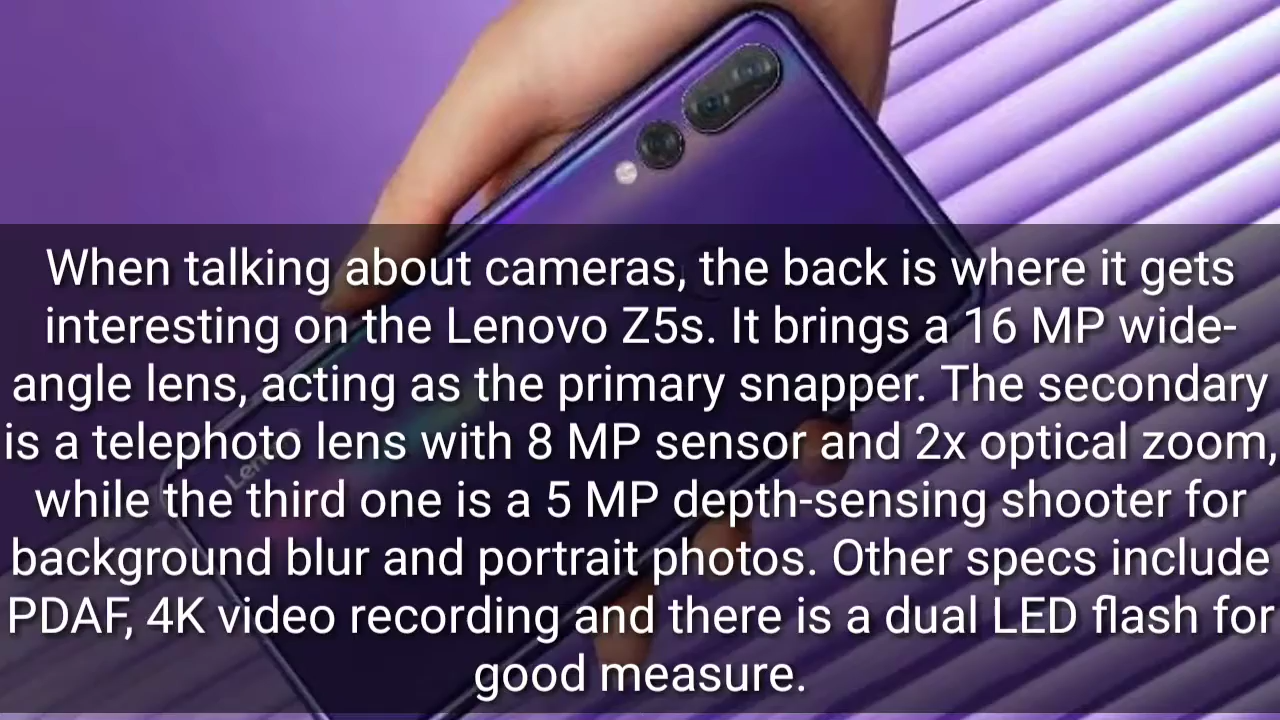 When talking about cameras, the back is where it gets
interesting on the Lenovo Z5s. It brings a 16 MP wide-
angle lens, acting as the primary snapper. The secondary
is a telephoto lens with 8 MP sensor and 2x optical zoom,
while the third one is a 5 MP depth-sensing shooter for
background blur and portrait photos. Other specs include
PDAF, 4K video recording and there is a dual LED flash for
good measure.